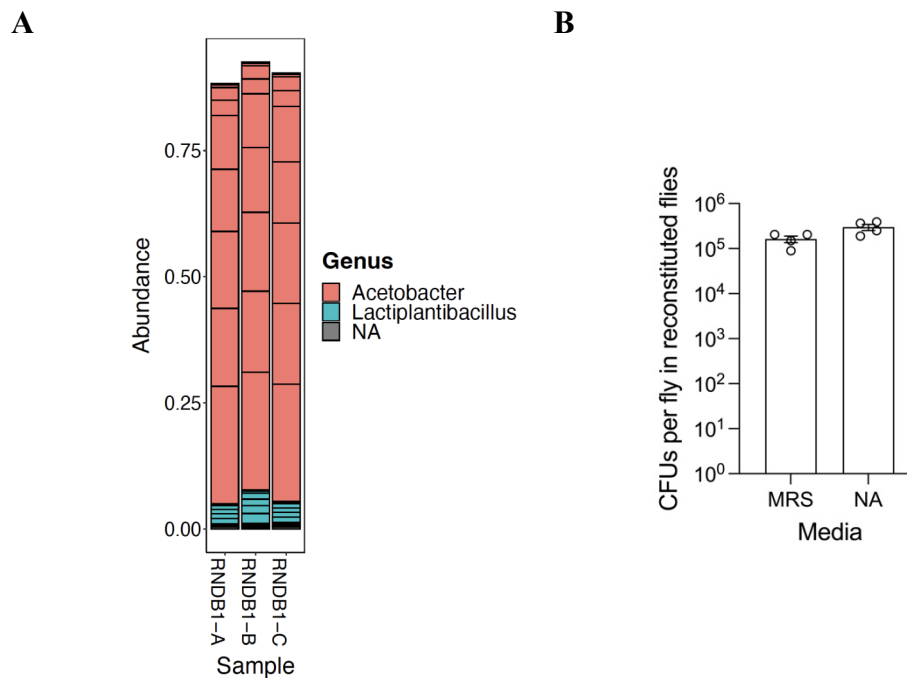 A
Abundance
0.75
0.50
0.25
0.00
RNDB1-A
RNDB1-B
RNDB1-C
Sample
Genus
Acetobacter
Lactiplantibacillus
NA
B
CFUs per fly in reconstituted flies
10⁶
10⁵
10⁴
10³
10²
10¹
10⁰
MRS NA
Media